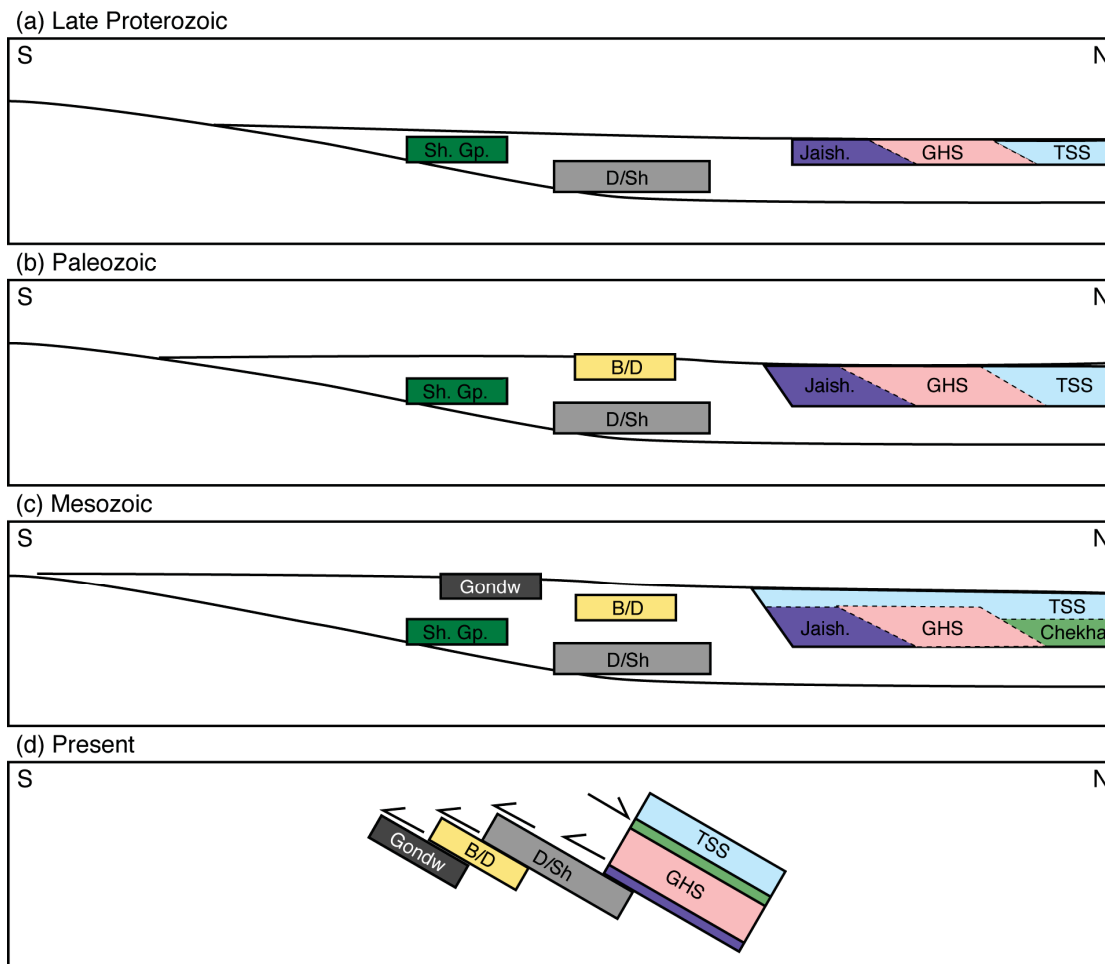 (a) Late Proterozoic
S N
Sh. Gp. Jaish. GHS TSS
D/Sh
(b) Paleozoic
S N
B/D
Sh. Gp. Jaish. GHS TSS
D/Sh
(c) Mesozoic
S N
Gondw
B/D TSS
Sh. Gp. Jaish. GHS Chekha
D/Sh
(d) Present
S N
TSS
Gondw B/D D/Sh GHS